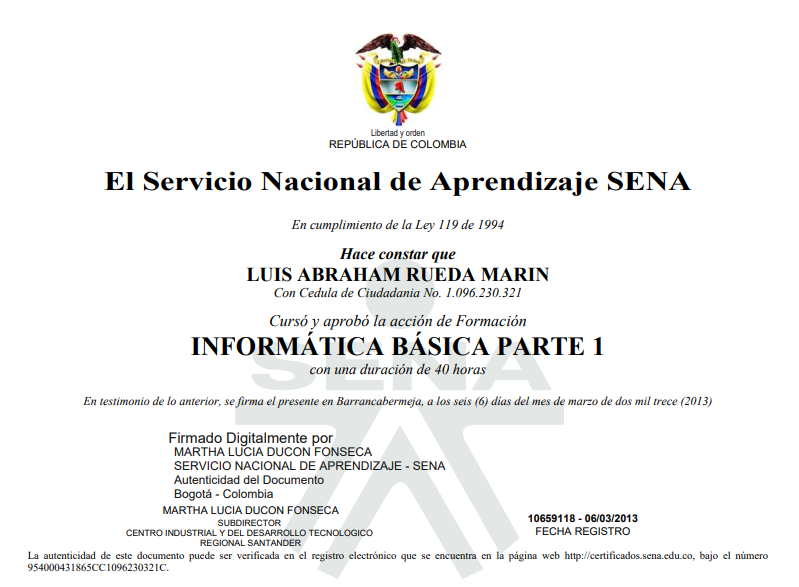 Libertad y orden
REPÚBLICA DE COLOMBIA
El Servicio Nacional de Aprendizaje SENA
En cumplimiento de la Ley 119 de 1994
Hace constar que
LUIS ABRAHAM RUEDA MARIN
Con Cedula de Ciudadania No. 1.096.230.321
Cursó y aprobó la acción de Formación
INFORMÁTICA BÁSICA PARTE 1
SENA
con una duración de 40 horas
En testimonio de lo anterior, se firma el presente en Barrancabermeja, a los seis (6) días del mes de marzo de dos mil trece (2013)
Firmado Digitalmente por
MARTHA LUCIA DUCON FONSECA
SERVICIO NACIONAL DE APRENDIZAJE - SENA
Autenticidad del Documento
Bogotá - Colombia
MARTHA LUCIA DUCON FONSECA
SUBDIRECTOR
CENTRO INDUSTRIAL Y DEL DESARROLLO TECNOLOGICO
REGIONAL SANTANDER
10659118 - 06/03/2013
FECHA REGISTRO
La autenticidad de este documento puede ser verificada en el registro electrónico que se encuentra en la página web http://certificados.sena.edu.co, bajo el número
954000431865CC1096230321C.